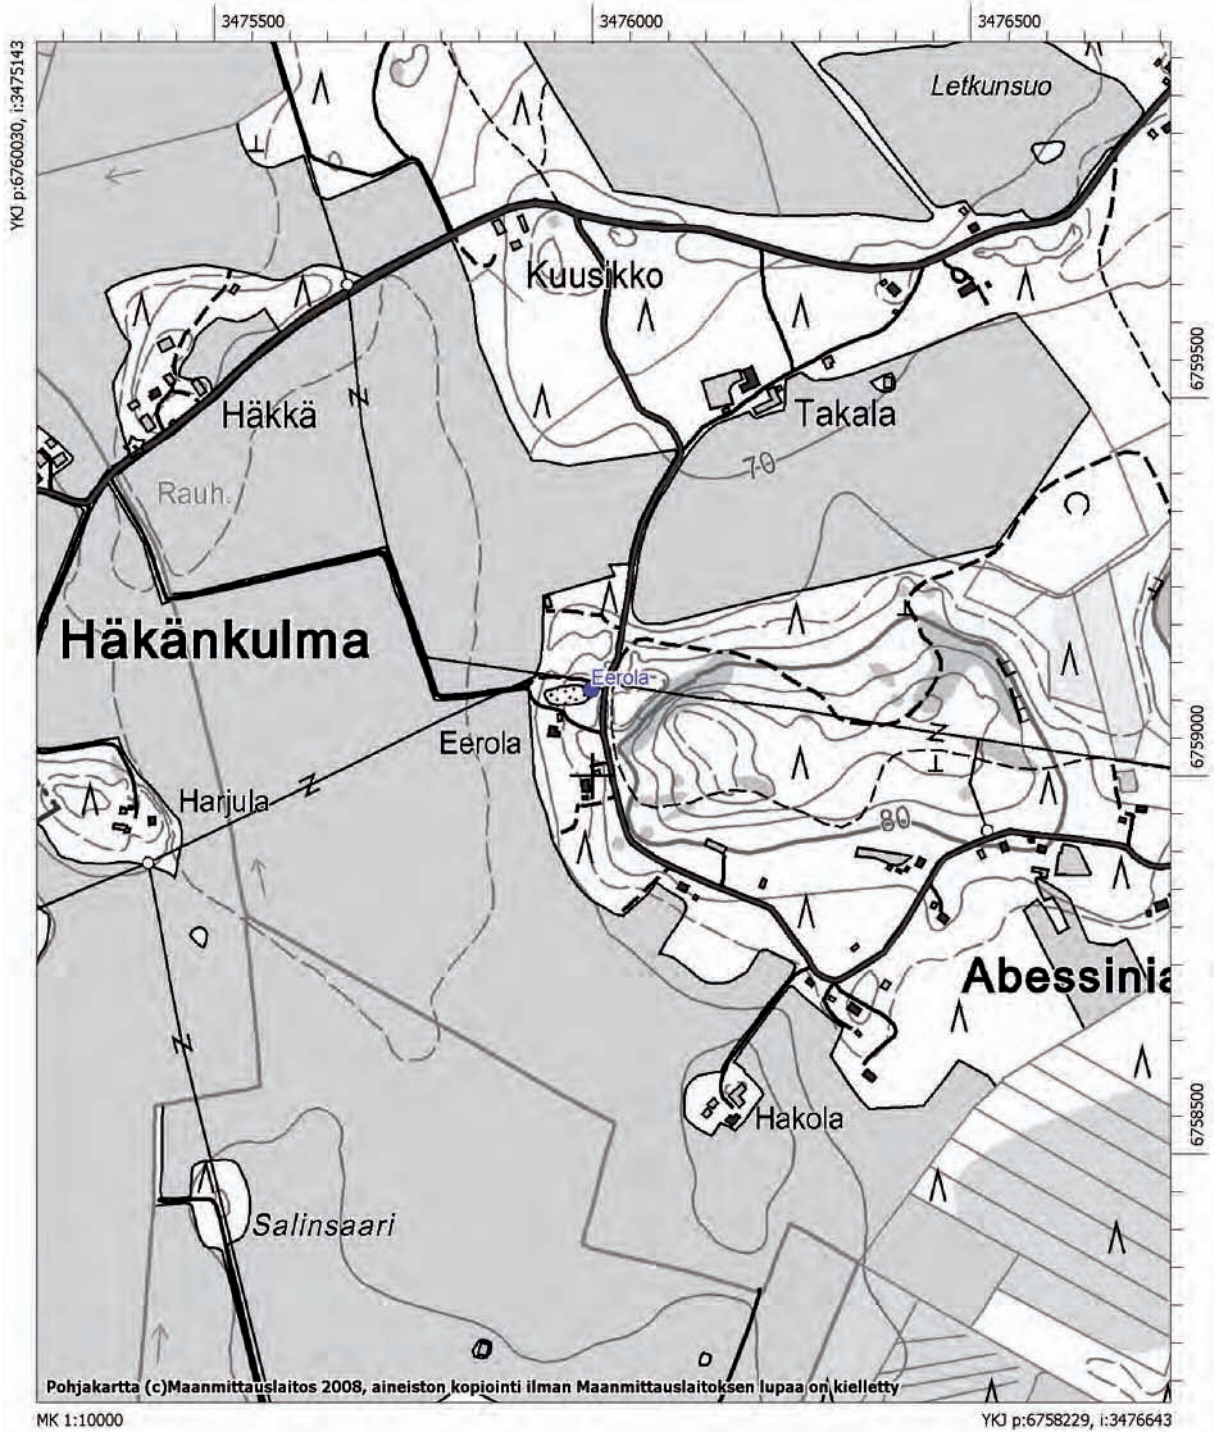 3475500
3476000
3476500
YKJ p:6760030, i:3475143
Letkunsuo
Kuusikko
6759500
Häkkä
Takala
70
Rauh.
Häkänkulma
Eerola
Eerola
6759000
Harjula
80
Abessinia
Hakola
6758500
Salinsaari
Pohjakartta (c)Maanmittauslaitos 2008, aineiston kopiointi ilman Maanmittauslaitoksen lupaa on kielletty
MK 1:10000
YKJ p:6758229, i:3476643